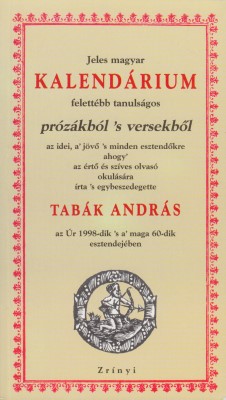 Jeles magyar
KALENDÁRIUM
felettébb tanulságos
prózákból 's versekből
az idei, a' jövő 's minden esztendőkre
ahogy'
az értő és szíves olvasó
okulására
írta 's egybeszedegette
TABÁK ANDRÁS
az Úr 1998-dik 's a' maga 60-dik
esztendejében
Zrínyi